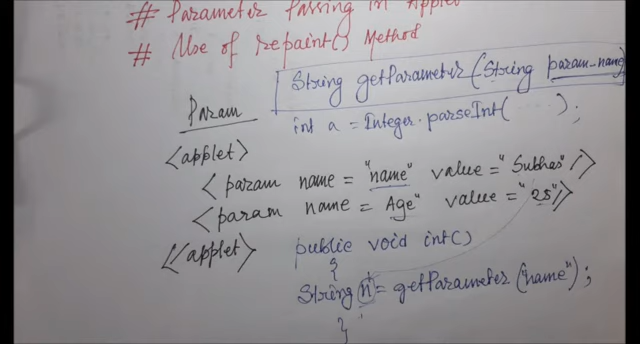 # Parameter Passing in Applet
# Use of repaint() Method
String getParameter(String param-name)
Param
int a = Integer.parseInt( ..... );
<applet>
<param name = "name" value = "Subhas"/>
<param name = Age" value = "25"/>
</applet>
public void int()
{
String n = getParameter("name");
}